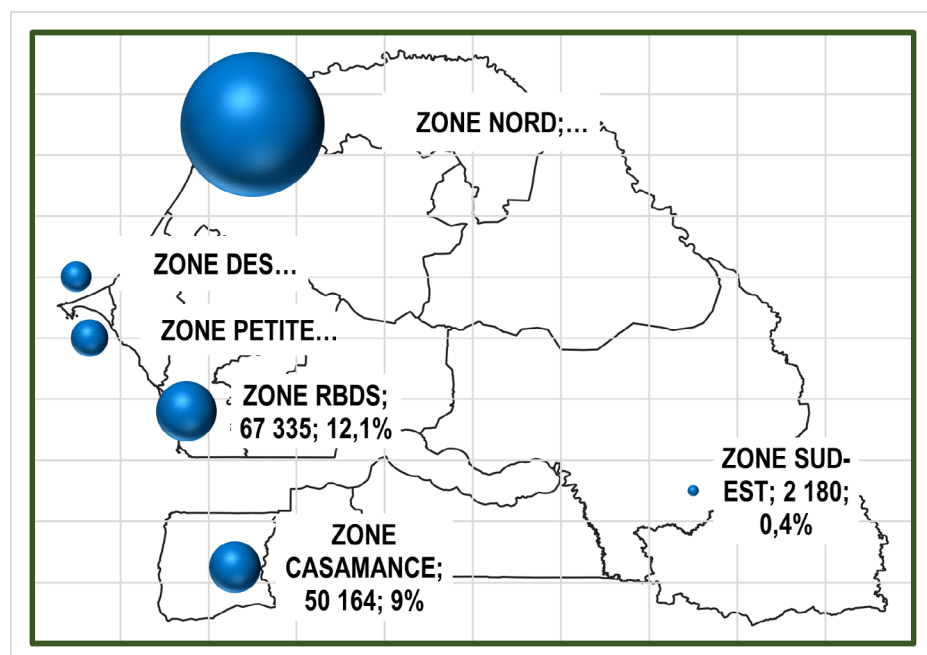 ZONE NORD;…
ZONE DES…
ZONE PETITE…
ZONE RBDS;
67 335; 12,1%
ZONE SUD-
EST; 2 180;
0,4%
ZONE
CASAMANCE;
50 164; 9%